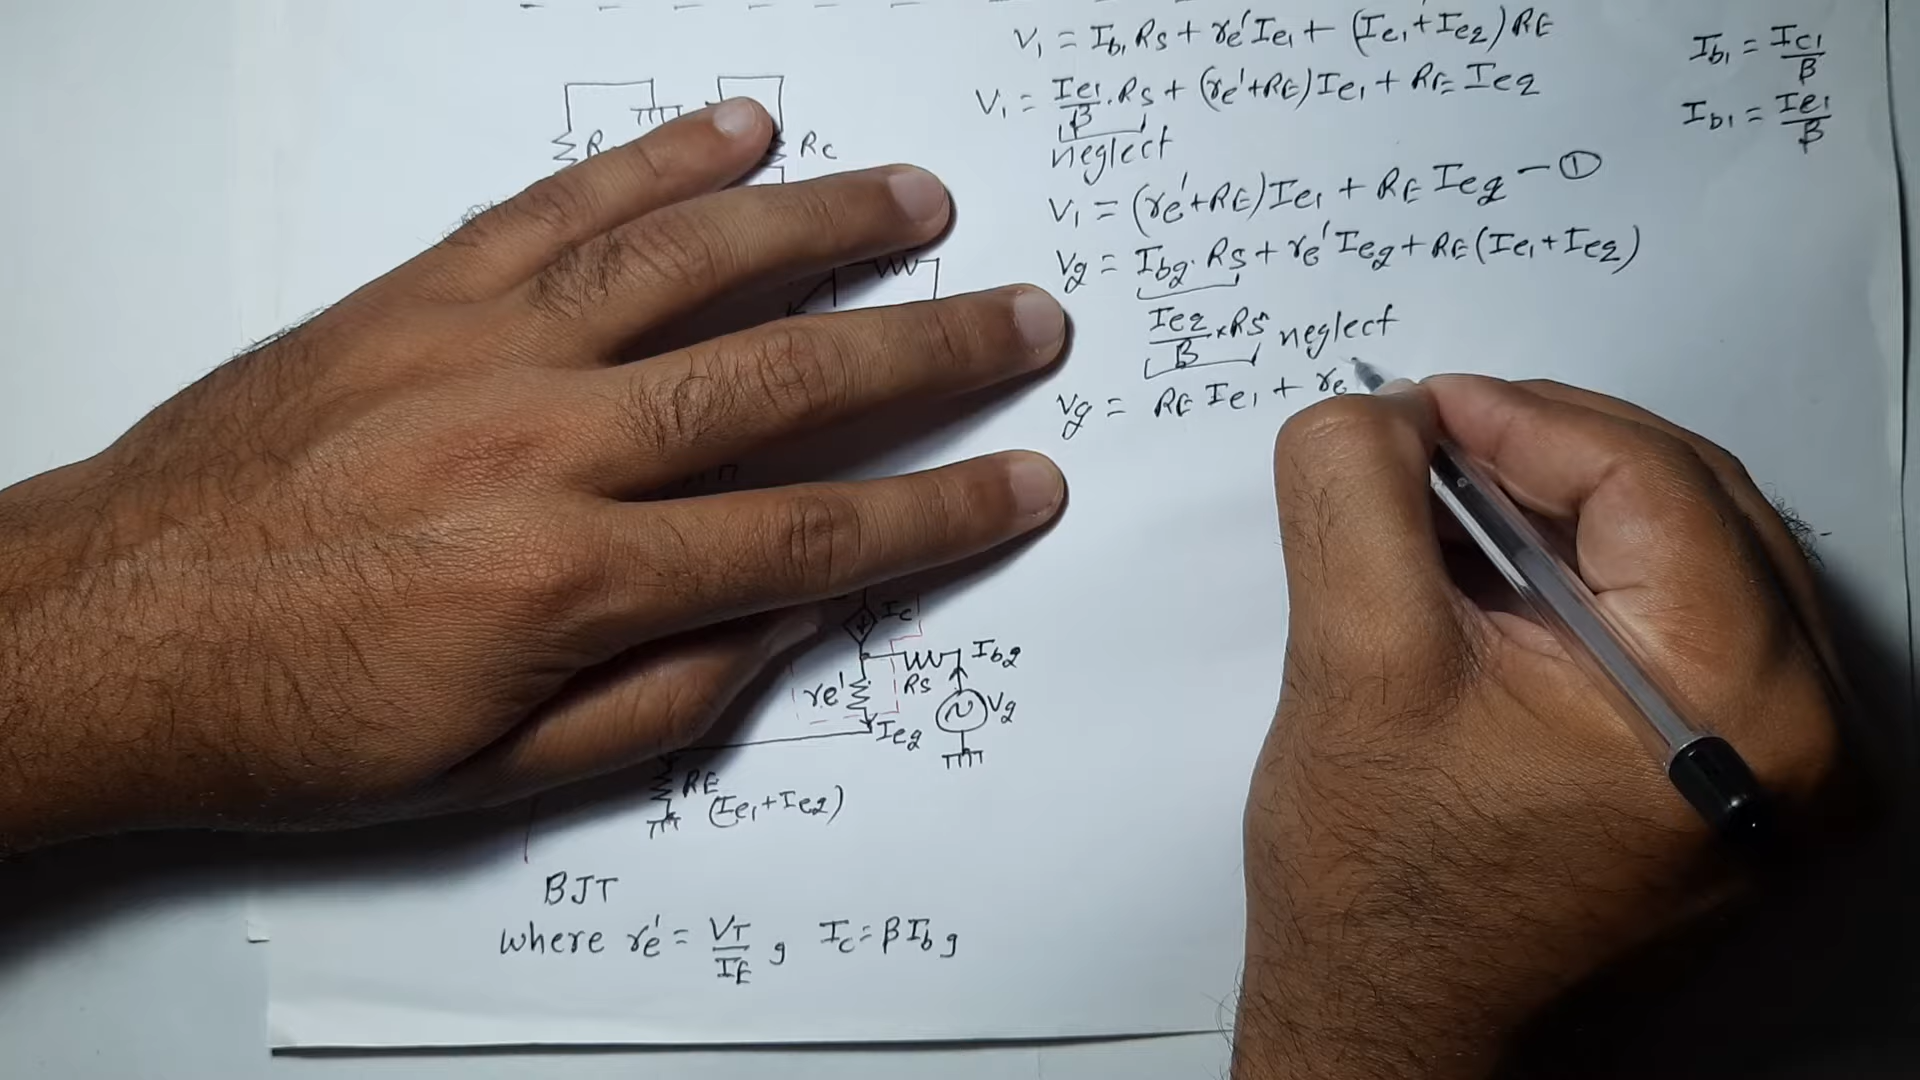 V₁ = Ib₁Rs + re'Ie₁ + (Ie₁+Ie₂)RE
V₁ = Ie₁/β · Rs + (re'+RE)Ie₁ + RE Ie₂
neglect
V₁ = (re'+RE)Ie₁ + RE Ie₂ - ①
V₂ = Ib₂·Rs + re'Ie₂ + RE(Ie₁+Ie₂)
Ie₂/β × Rs neglect
V₂ = RE Ie₁ + re
Ib₁ = Ic₁/β
Ib₁ = Ie₁/β
Rc
Ic
Ib₂
Rs
re'
V₂
Ie₂
RE
(Ie₁+Ie₂)
BJT
where re' = VT/IE , Ic = βIb ,